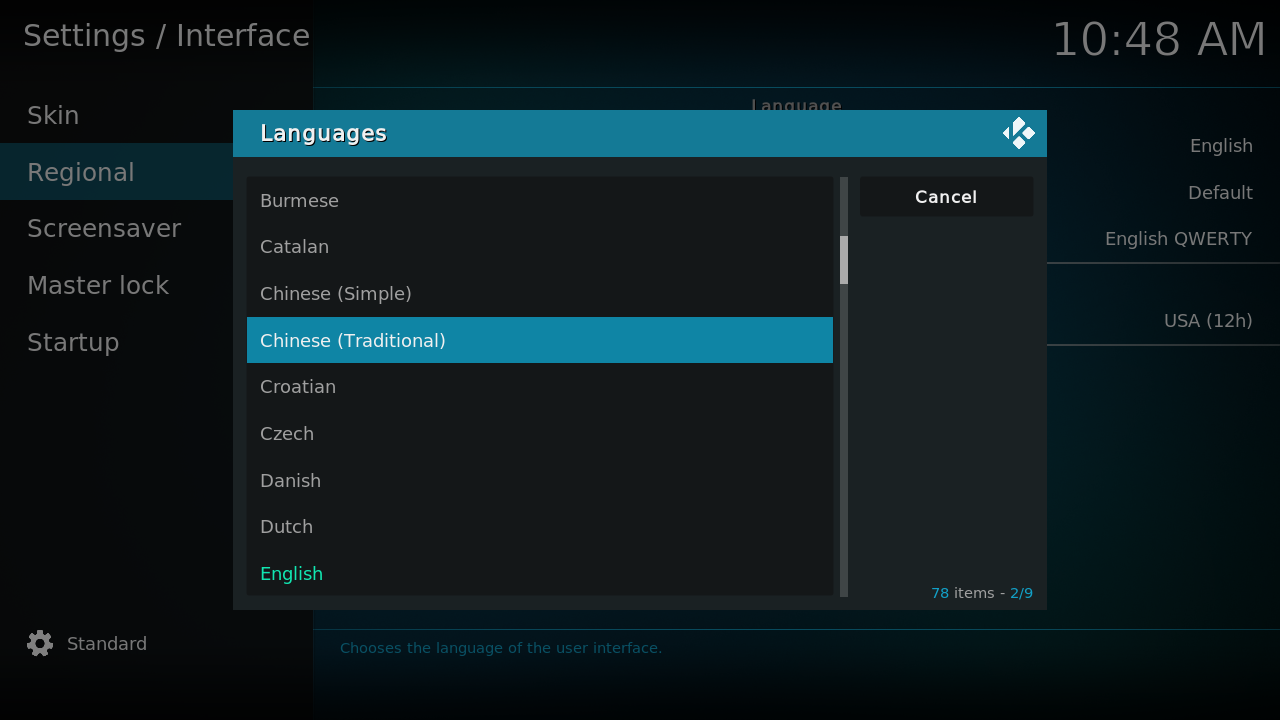 Settings / Interface
10:48 AM
Skin
Regional
Screensaver
Master lock
Startup
Standard
Language
English
Default
English QWERTY
USA (12h)
Languages
Burmese
Catalan
Chinese (Simple)
Chinese (Traditional)
Croatian
Czech
Danish
Dutch
English
Cancel
78 items - 2/9
Chooses the language of the user interface.